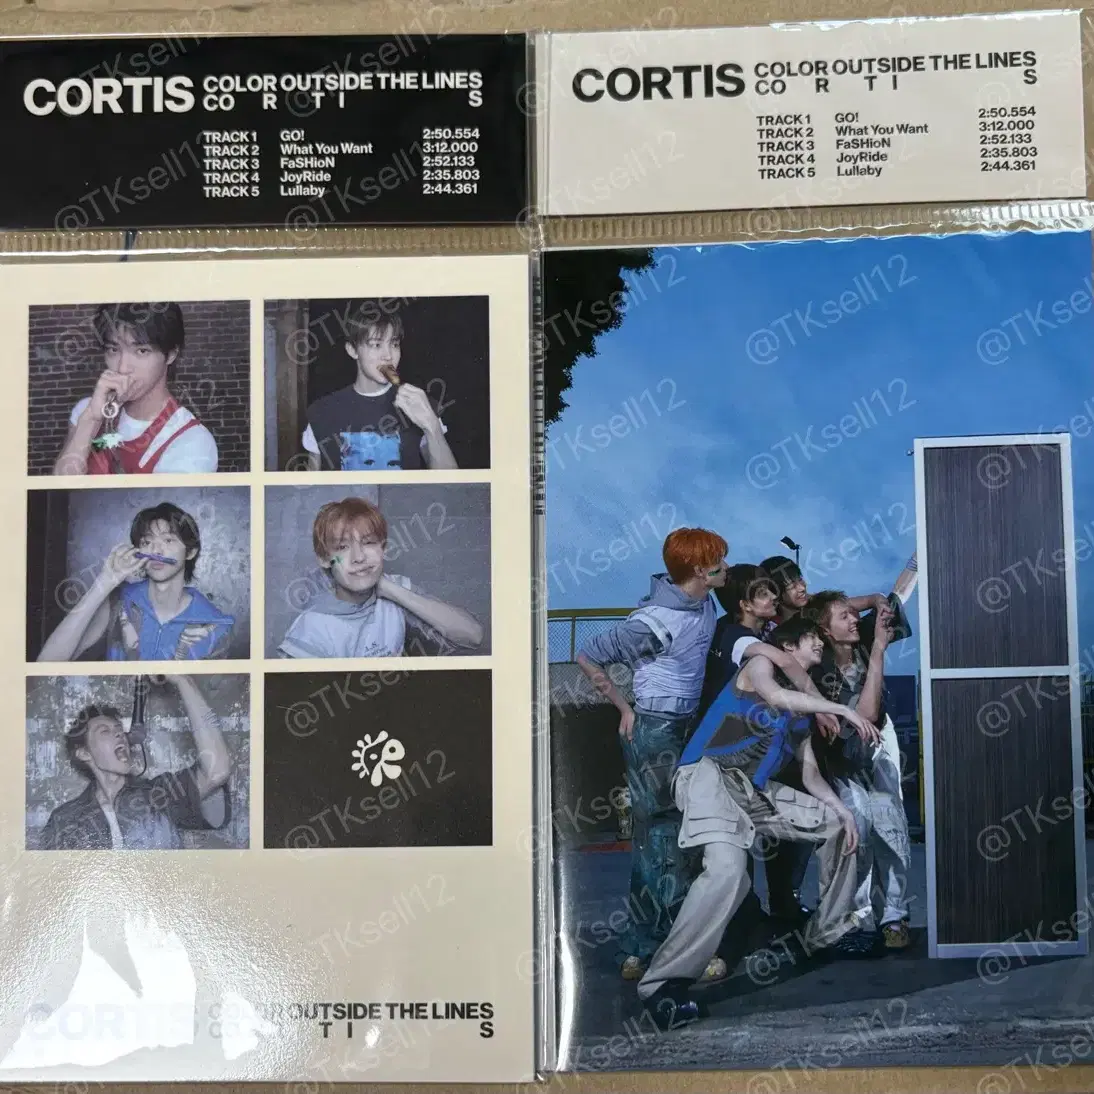 CORTIS COLOR OUTSIDE THE LINES
CO R T I S
TRACK 1 GO! 2:50.554
TRACK 2 What You Want 3:12.000
TRACK 3 FaSHioN 2:52.133
TRACK 4 JoyRide 2:35.803
TRACK 5 Lullaby 2:44.361
CORTIS COLOR OUTSIDE THE LINES
CO R T I S
TRACK 1 GO! 2:50.554
TRACK 2 What You Want 3:12.000
TRACK 3 FaSHioN 2:52.133
TRACK 4 JoyRide 2:35.803
TRACK 5 Lullaby 2:44.361
CORTIS COLOR OUTSIDE THE LINES
CO R T I S
@TKsell12